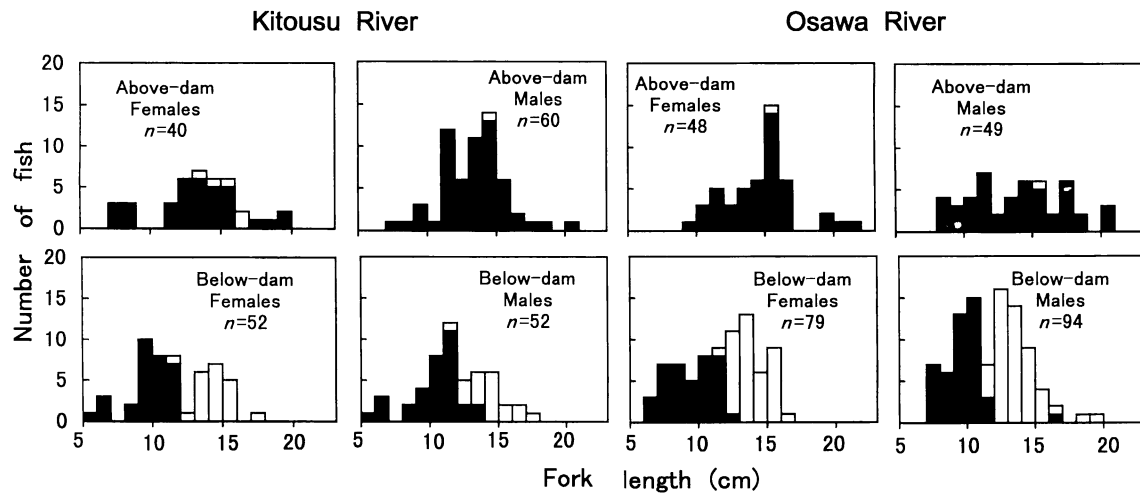 Kitousu River
Osawa River
20
15
10
5
0
Above-dam
Females
n=40
Above-dam
Males
n=60
Above-dam
Females
n=48
Above-dam
Males
n=49
20
15
10
5
0
Below-dam
Females
n=52
Below-dam
Males
n=52
Below-dam
Females
n=79
Below-dam
Males
n=94
5 10 15 20
5 10 15 20
5 10 15 20
5 10 15 20
Number of fish
Fork length (cm)